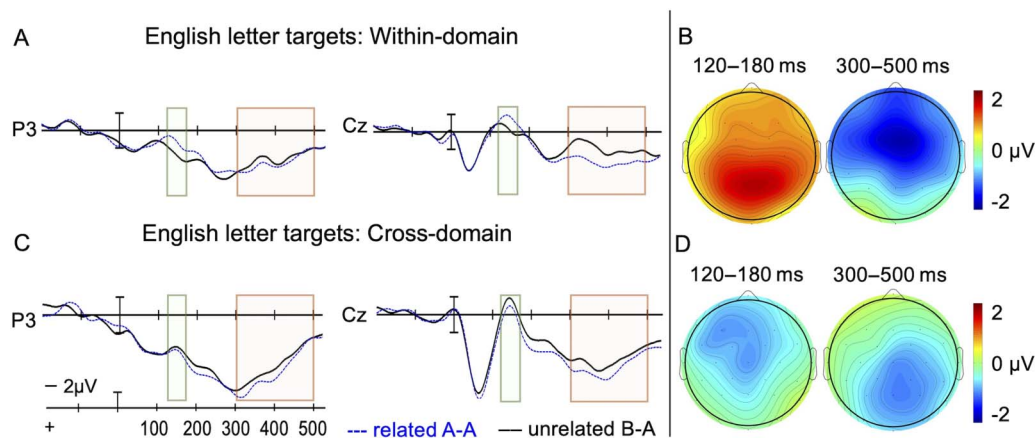 A
English letter targets: Within-domain
P3
Cz
B
120–180 ms
300–500 ms
2
0 µV
-2
C
English letter targets: Cross-domain
P3
Cz
– 2µV
+
100 200 300 400 500
--- related A-A
— unrelated B-A
D
120–180 ms
300–500 ms
2
0 µV
-2